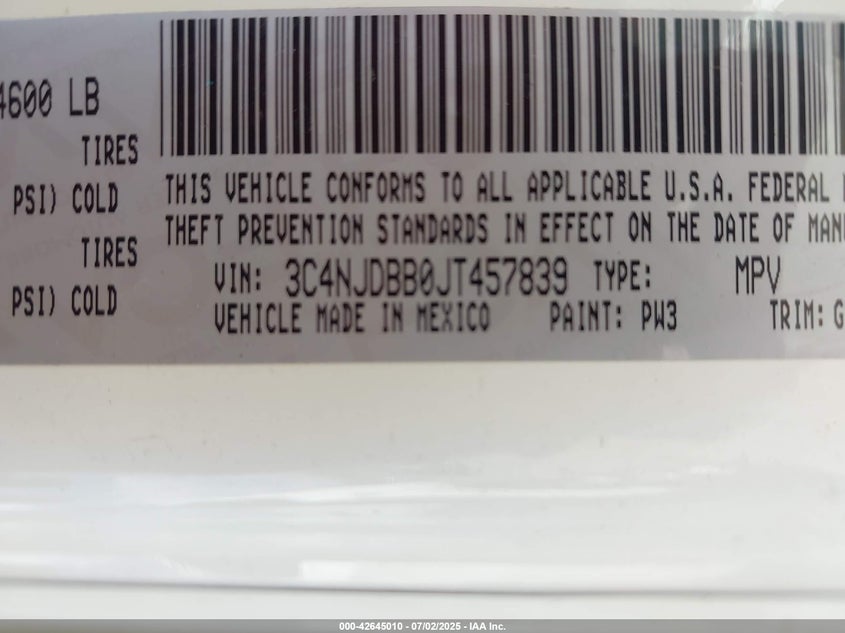 4600 LB
TIRES
PSI) COLD
TIRES
PSI) COLD
THIS VEHICLE CONFORMS TO ALL APPLICABLE U.S.A. FEDERAL
THEFT PREVENTION STANDARDS IN EFFECT ON THE DATE OF MAN
VIN: 3C4NJDBB0JT457839 TYPE: MPV
VEHICLE MADE IN MEXICO PAINT: PW3 TRIM: G
000-42645010 - 07/02/2025 - IAA Inc.